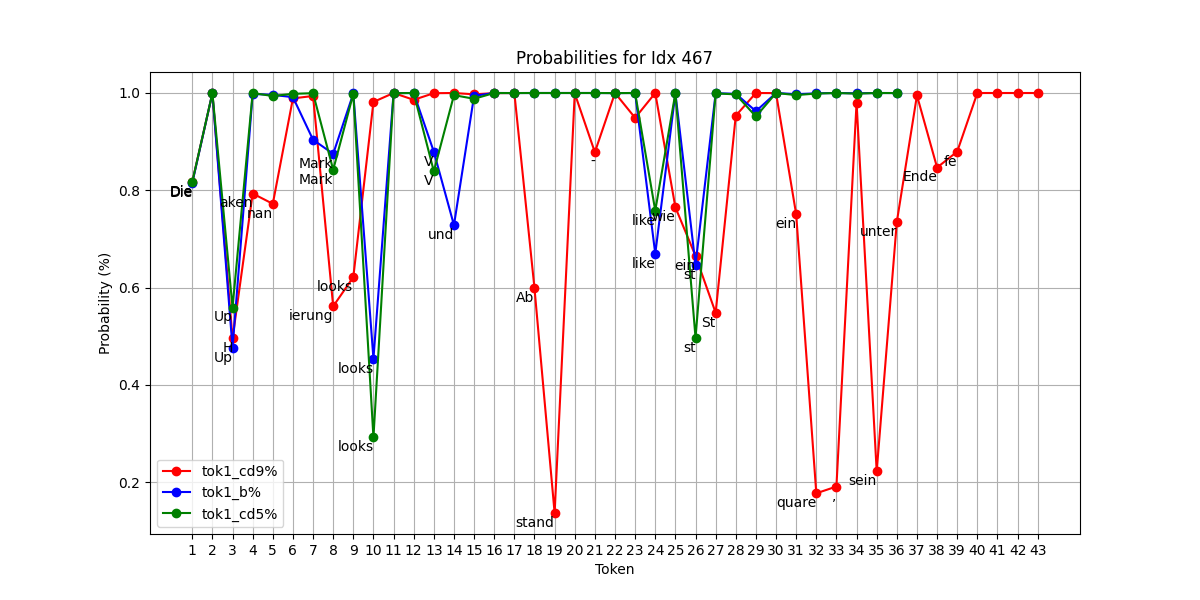 Probabilities for Idx 467
Probability (%)
1.0
0.8
0.6
0.4
0.2
Die
Die
Up
H
Up
aken
nan
Mark
Mark
ierung
looks
looks
looks
V
V
und
Ab
stand
-
like
like
wie
ein
st
st
St
ein
quare
,
sein
unter
Ende
fe
tok1_cd9%
tok1_b%
tok1_cd5%
1 2 3 4 5 6 7 8 9 10 11 12 13 14 15 16 17 18 19 20 21 22 23 24 25 26 27 28 29 30 31 32 33 34 35 36 37 38 39 40 41 42 43
Token